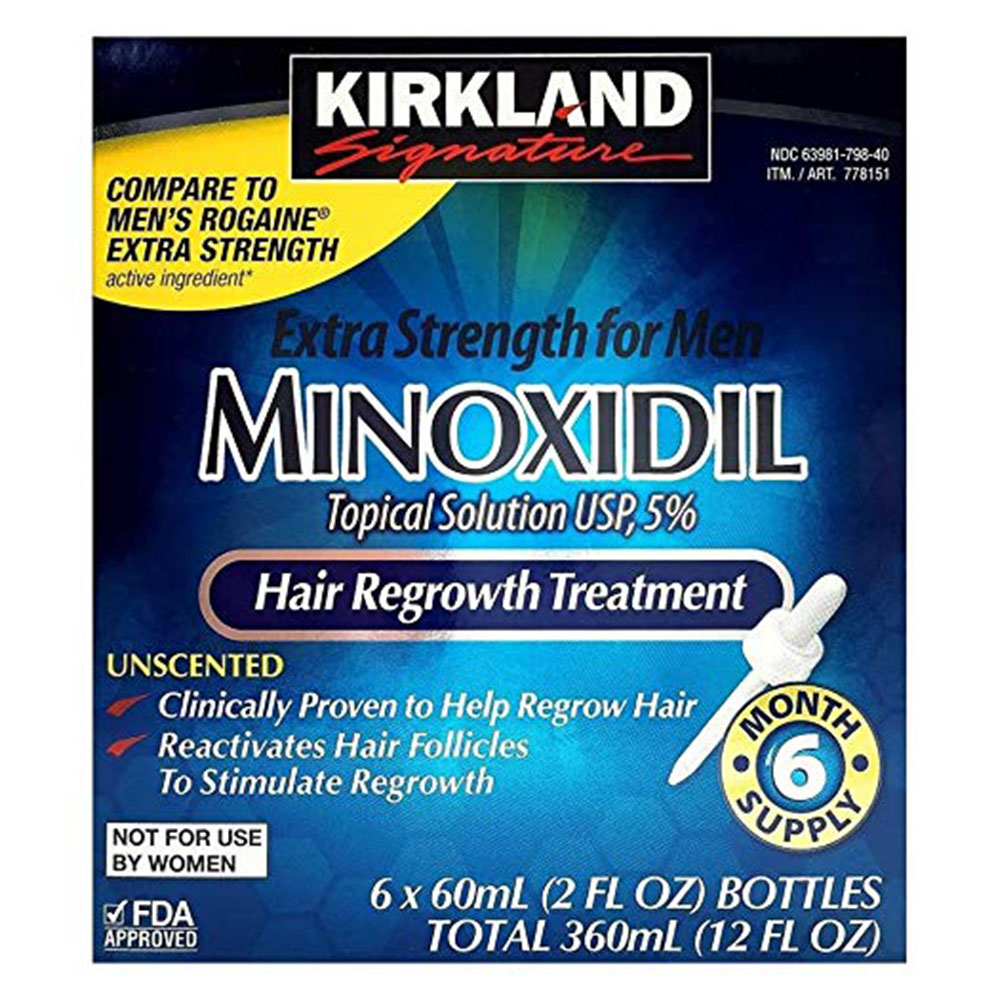 KIRKLAND
Signature
NDC 63981-798-40
ITM. / ART. 778151
COMPARE TO
MEN'S ROGAINE®
EXTRA STRENGTH
active ingredient*
Extra Strength for Men
MINOXIDIL
Topical Solution USP, 5%
Hair Regrowth Treatment
UNSCENTED
Clinically Proven to Help Regrow Hair
Reactivates Hair Follicles
To Stimulate Regrowth
MONTH
6
SUPPLY
NOT FOR USE
BY WOMEN
FDA
APPROVED
6 x 60mL (2 FL OZ) BOTTLES
TOTAL 360mL (12 FL OZ)